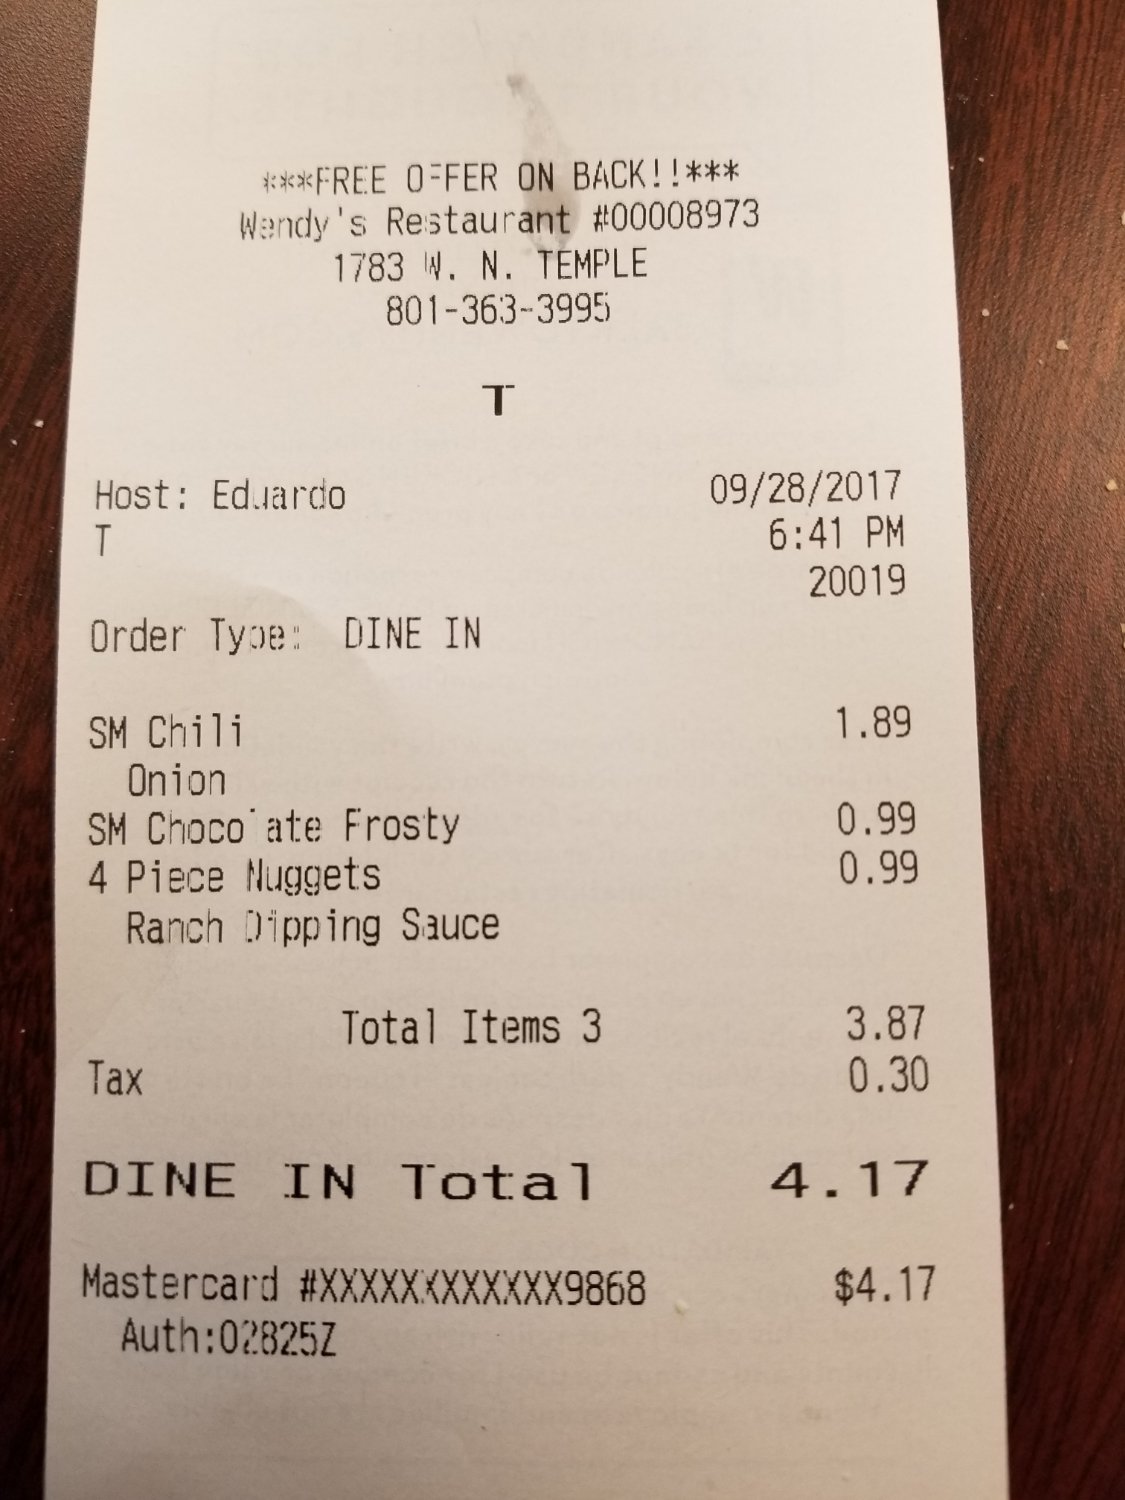 ***FREE OFFER ON BACK!!***
Wendy's Restaurant #00008973
1783 W. N. TEMPLE
801-363-3995
T
Host: Eduardo 09/28/2017
T 6:41 PM
20019
Order Type: DINE IN
SM Chili 1.89
Onion
SM Chocolate Frosty 0.99
4 Piece Nuggets 0.99
Ranch Dipping Sauce
Total Items 3 3.87
Tax 0.30
DINE IN Total 4.17
Mastercard #XXXXXXXXXXXX9868 $4.17
Auth:02825Z